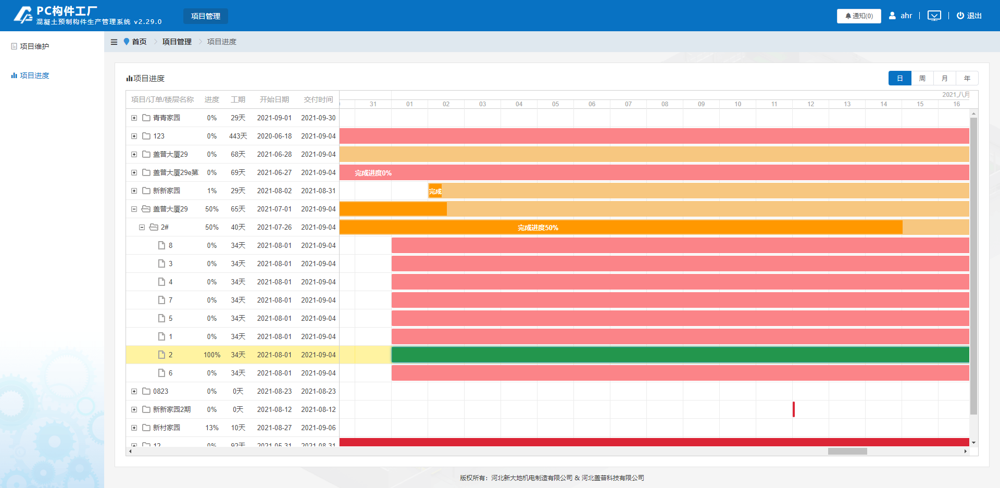 PC构件工厂
混凝土预制构件生产管理系统 v2.29.0
项目管理
通知(0)
ahr
退出
项目维护
项目进度
首页
项目管理
项目进度
项目进度
日 周 月 年
项目/订单/楼层名称 进度 工期 开始日期 交付时间
2021,八月
31 01 02 03 04 05 06 07 08 09 10 11 12 13 14 15 16
青青家园 0% 29天 2021-09-01 2021-09-30
123 0% 443天 2020-06-18 2021-09-04
盖普大厦29 0% 68天 2021-06-28 2021-09-04
盖普大厦29e第 0% 69天 2021-06-27 2021-09-04 完成进度0%
新新家园 1% 29天 2021-08-02 2021-08-31 完成
盖普大厦29 50% 65天 2021-07-01 2021-09-04
2# 50% 40天 2021-07-26 2021-09-04 完成进度50%
8 0% 34天 2021-08-01 2021-09-04
3 0% 34天 2021-08-01 2021-09-04
4 0% 34天 2021-08-01 2021-09-04
7 0% 34天 2021-08-01 2021-09-04
5 0% 34天 2021-08-01 2021-09-04
1 0% 34天 2021-08-01 2021-09-04
2 100% 34天 2021-08-01 2021-09-04
6 0% 34天 2021-08-01 2021-09-04
0823 0% 0天 2021-08-23 2021-08-23
新新家园2期 0% 0天 2021-08-12 2021-08-12
新村家园 13% 10天 2021-08-27 2021-09-06
12 0% 92天 2021-05-31 2021-08-31
版权所有：河北新大地机电制造有限公司 & 河北盖普科技有限公司